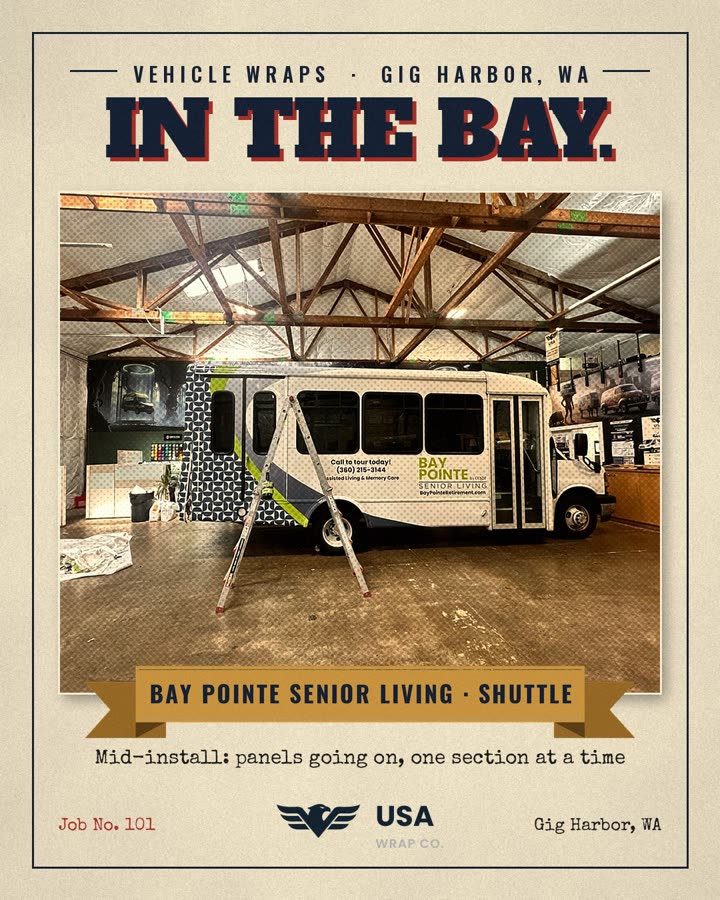 VEHICLE WRAPS · GIG HARBOR, WA
IN THE BAY.
Call to tour today!
(360) 215-3144
Assisted Living & Memory Care
BAY
POINTE
SENIOR LIVING
BayPointeRetirement.com
BAY POINTE SENIOR LIVING · SHUTTLE
Mid-install: panels going on, one section at a time
Job No. 101
USA
WRAP CO.
Gig Harbor, WA